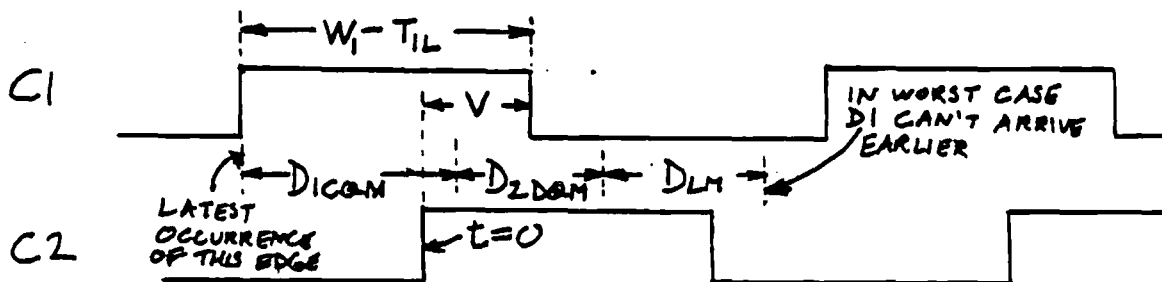 W₁ - T₁L
C1
V
IN WORST CASE
D1 CAN'T ARRIVE
EARLIER
D₁CQM
D₂DQM
DLM
LATEST
OCCURRENCE
OF THIS EDGE
t=0
C2